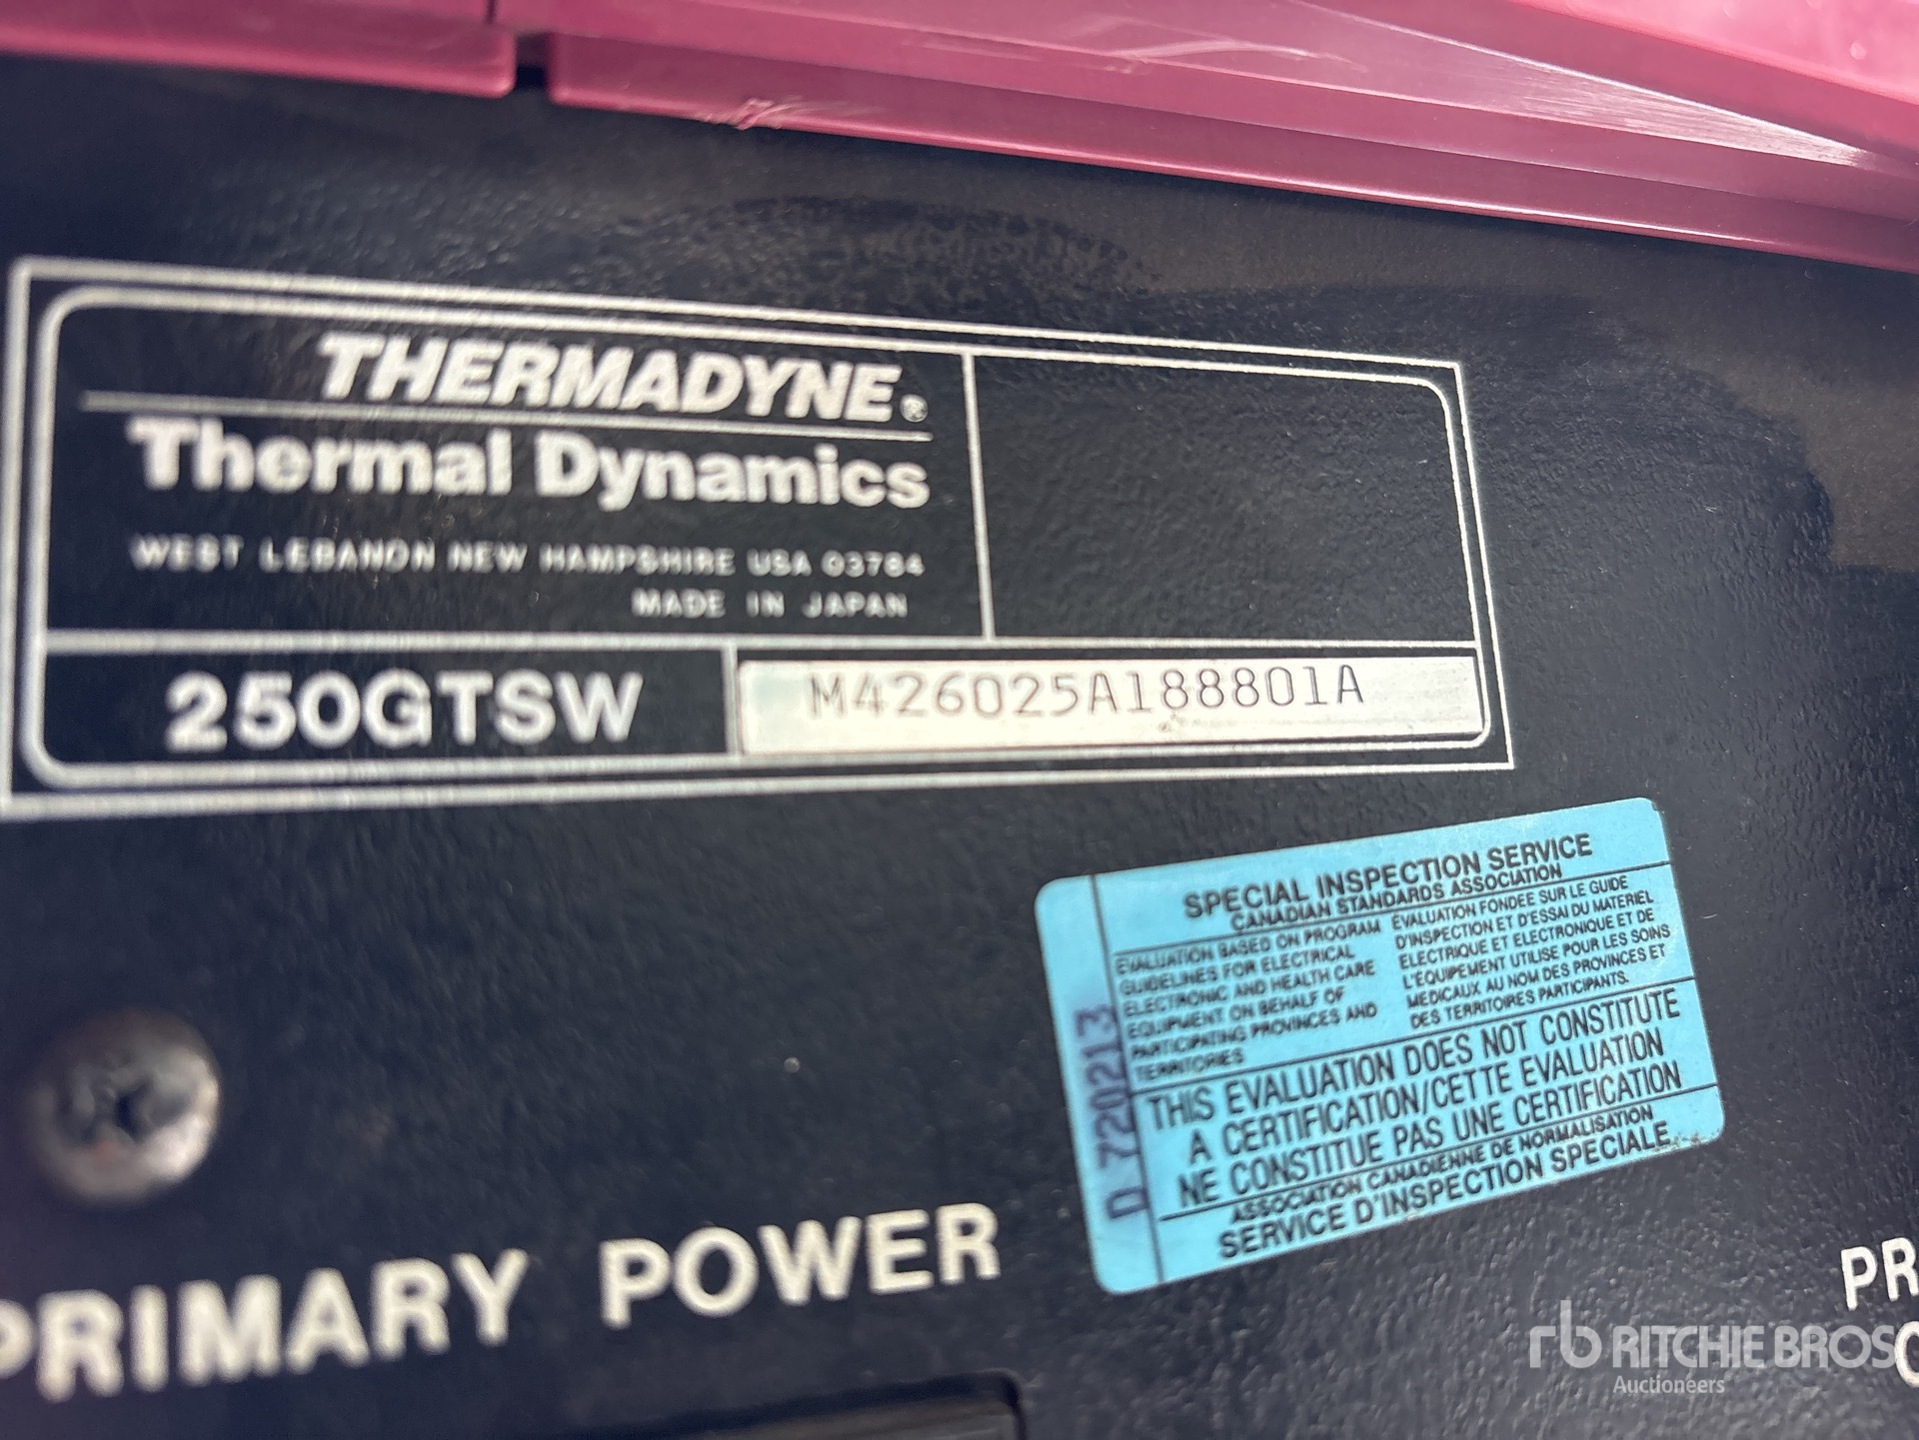 THERMADYNE®
Thermal Dynamics
WEST LEBANON NEW HAMPSHIRE USA 03784
MADE IN JAPAN
250GTSW
M426025A188801A
SPECIAL INSPECTION SERVICE
CANADIAN STANDARDS ASSOCIATION
EVALUATION BASED ON PROGRAM
GUIDELINES FOR ELECTRICAL
ELECTRONIC AND HEALTH CARE
EQUIPMENT ON BEHALF OF
PARTICIPATING PROVINCES AND
TERRITORIES
ÉVALUATION FONDEE SUR LE GUIDE
D'INSPECTION ET D'ESSAI DU MATERIEL
ELECTRIQUE ET ELECTRONIQUE ET DE
L'ÉQUIPEMENT UTILISE POUR LES SOINS
MEDICAUX AU NOM DES PROVINCES ET
DES TERRITOIRES PARTICIPANTS.
THIS EVALUATION DOES NOT CONSTITUTE
A CERTIFICATION/CETTE EVALUATION
NE CONSTITUE PAS UNE CERTIFICATION
ASSOCIATION CANADIENNE DE NORMALISATION
SERVICE D'INSPECTION SPECIALE
D 720213
PRIMARY POWER
PR
rb RITCHIE BROS
Auctioneers